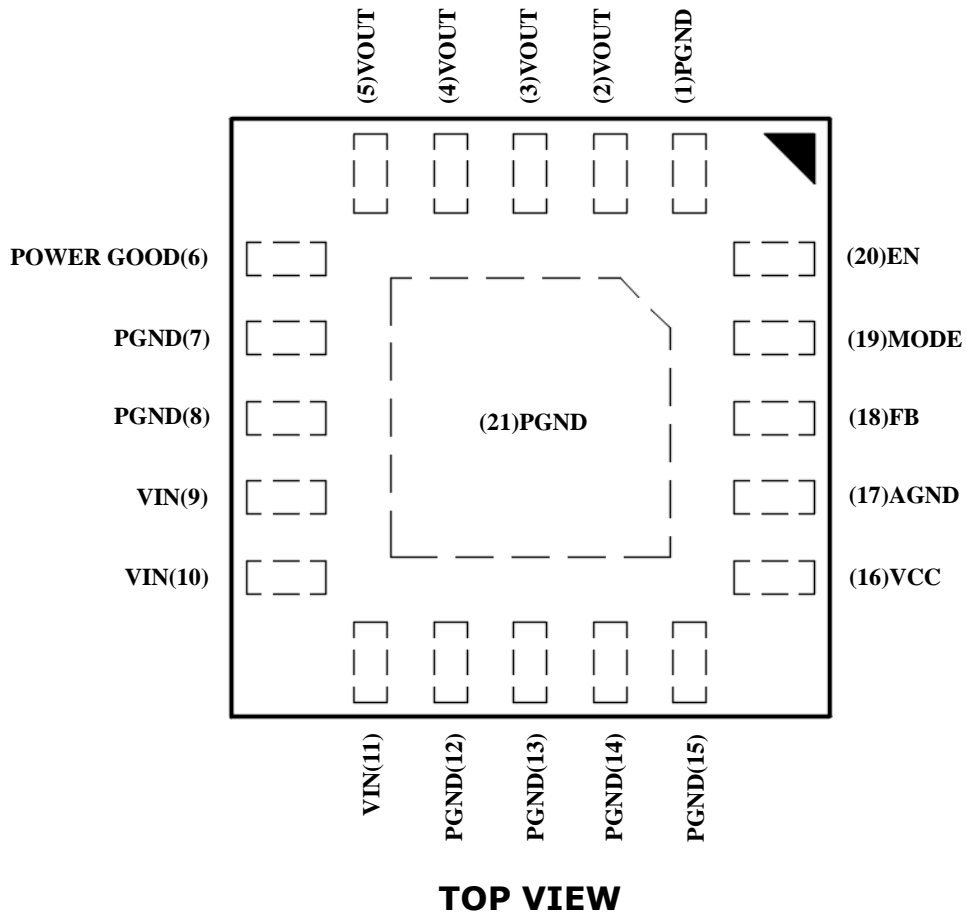 (5)VOUT
(4)VOUT
(3)VOUT
(2)VOUT
(1)PGND
POWER GOOD(6)
(20)EN
PGND(7)
(19)MODE
PGND(8)
(21)PGND
(18)FB
VIN(9)
(17)AGND
VIN(10)
(16)VCC
VIN(11)
PGND(12)
PGND(13)
PGND(14)
PGND(15)
TOP VIEW